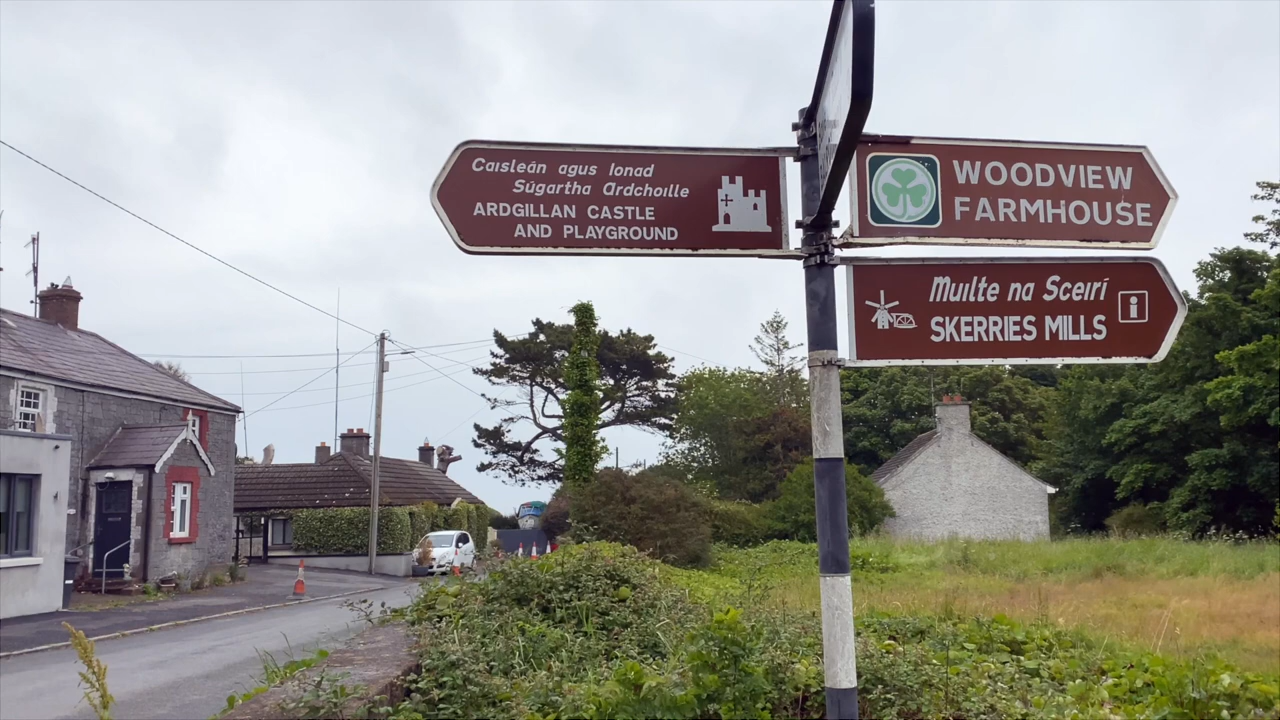 Caisleán agus Ionad
Súgartha Ardchoille
ARDGILLAN CASTLE
AND PLAYGROUND
WOODVIEW
FARMHOUSE
Muilte na Sceirí
SKERRIES MILLS
i